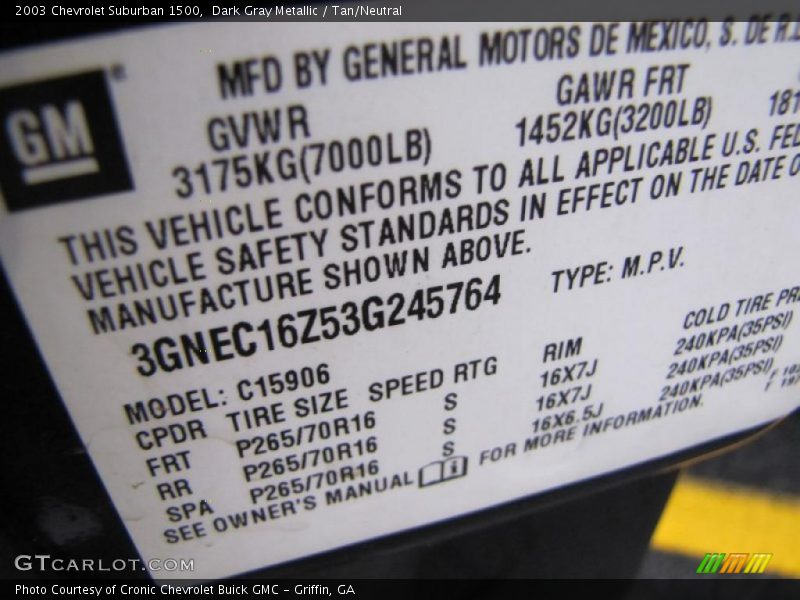 2003 Chevrolet Suburban 1500, Dark Gray Metallic / Tan/Neutral
MFD BY GENERAL MOTORS DE MEXICO, S. DE R.L
GM
GVWR GAWR FRT
3175KG(7000LB) 1452KG(3200LB) 181
THIS VEHICLE CONFORMS TO ALL APPLICABLE U.S. FED
VEHICLE SAFETY STANDARDS IN EFFECT ON THE DATE O
MANUFACTURE SHOWN ABOVE.
3GNEC16Z53G245764 TYPE: M.P.V.
MODEL: C15906
CPDR TIRE SIZE SPEED RTG RIM COLD TIRE PR
FRT P265/70R16 S 16X7J 240KPA(35PSI)
RR P265/70R16 S 16X7J 240KPA(35PSI)
SPA P265/70R16 S 16X6.5J 240KPA(35PSI)
SEE OWNER'S MANUAL FOR MORE INFORMATION.
GTCARLOT.COM
Photo Courtesy of Cronic Chevrolet Buick GMC - Griffin, GA